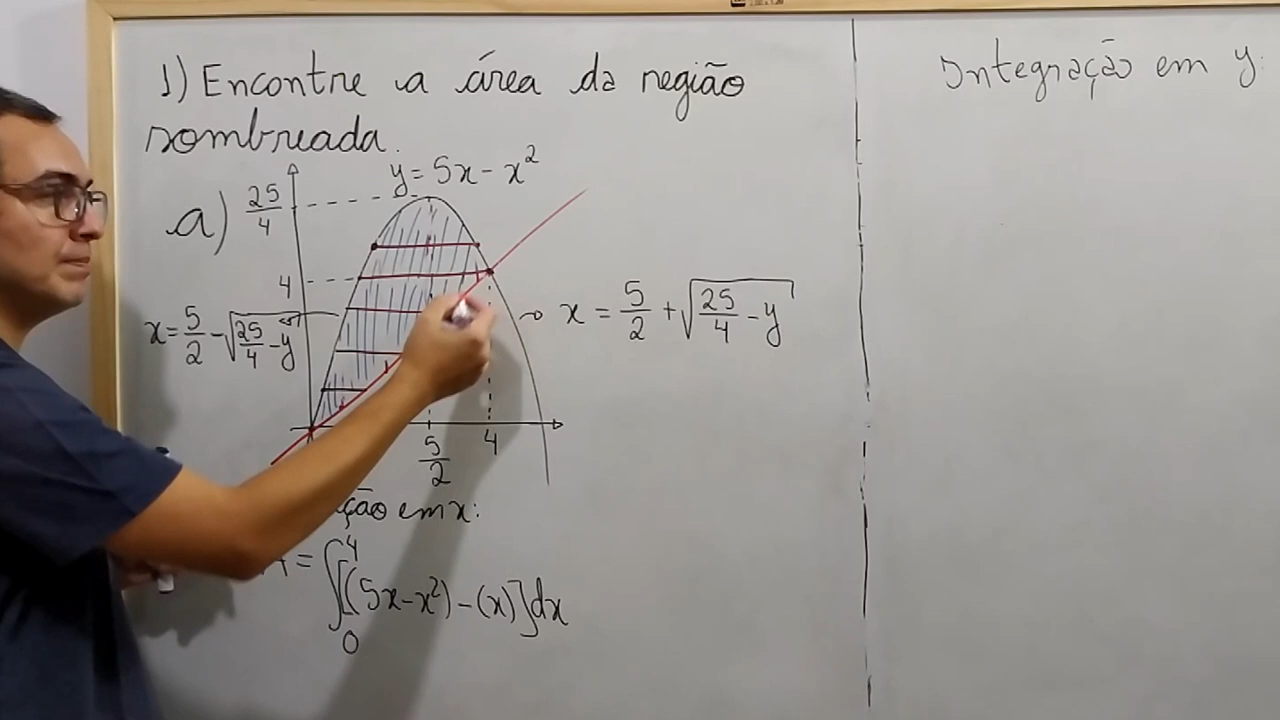 1) Encontre a área da região
sombreada.
a)
25/4
y = 5x - x²
4
x = 5/2 - √(25/4 - y)
x = 5/2 + √(25/4 - y)
5/2
4
ção em x:
= ∫₀⁴ [(5x - x²) - (x)] dx
Integração em y: